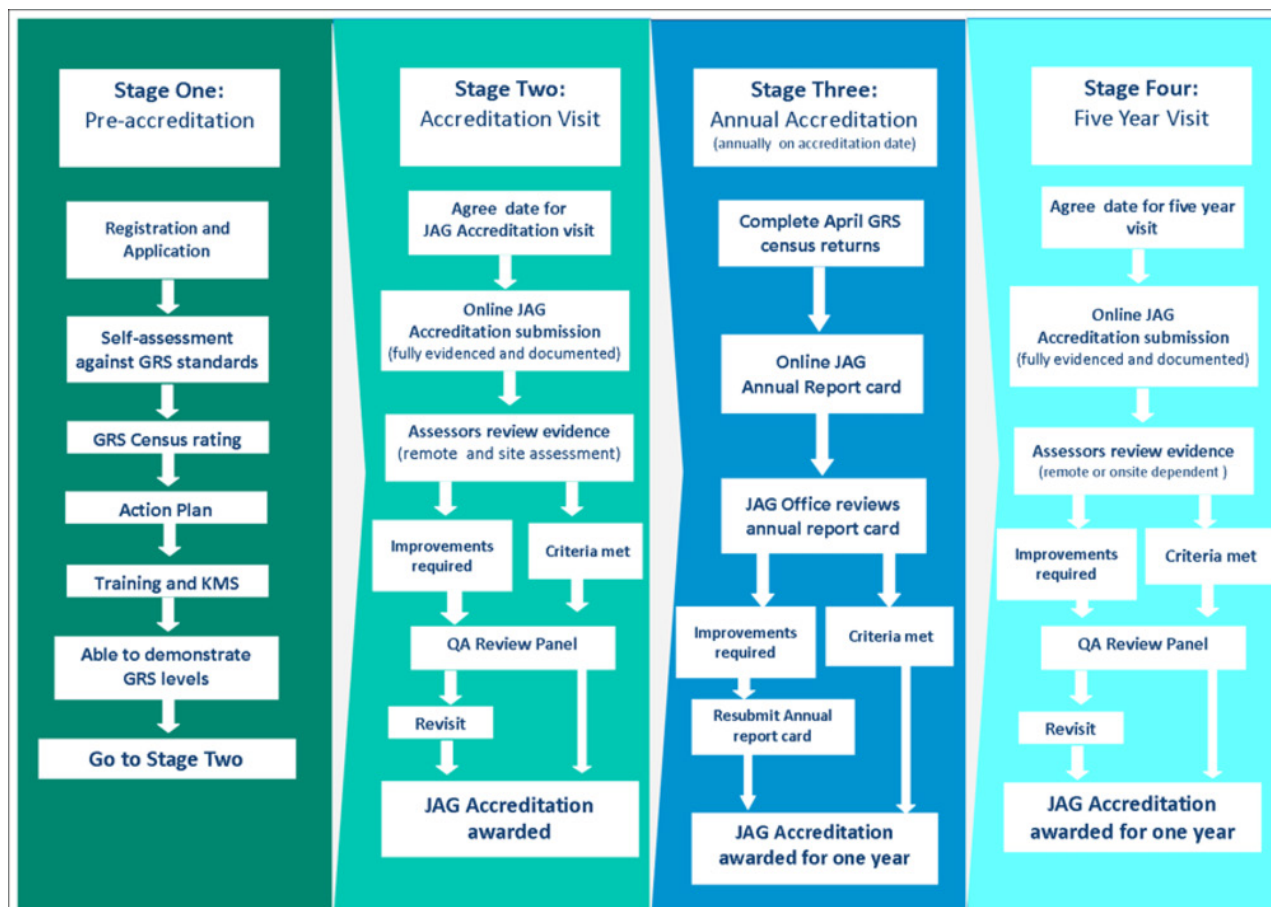 Stage One:
Pre-accreditation
Registration and
Application
Self-assessment
against GRS standards
GRS Census rating
Action Plan
Training and KMS
Able to demonstrate
GRS levels
Go to Stage Two
Stage Two:
Accreditation Visit
Agree date for
JAG Accreditation visit
Online JAG
Accreditation submission
(fully evidenced and documented)
Assessors review evidence
(remote and site assessment)
Improvements
required
Criteria met
QA Review Panel
Revisit
JAG Accreditation
awarded
Stage Three:
Annual Accreditation
(annually on accreditation date)
Complete April GRS
census returns
Online JAG
Annual Report card
JAG Office reviews
annual report card
Improvements
required
Criteria met
Resubmit Annual
report card
JAG Accreditation
awarded for one year
Stage Four:
Five Year Visit
Agree date for five year
visit
Online JAG
Accreditation submission
(fully evidenced and documented)
Assessors review evidence
(remote or onsite dependent )
Improvements
required
Criteria met
QA Review Panel
Revisit
JAG Accreditation
awarded for one year